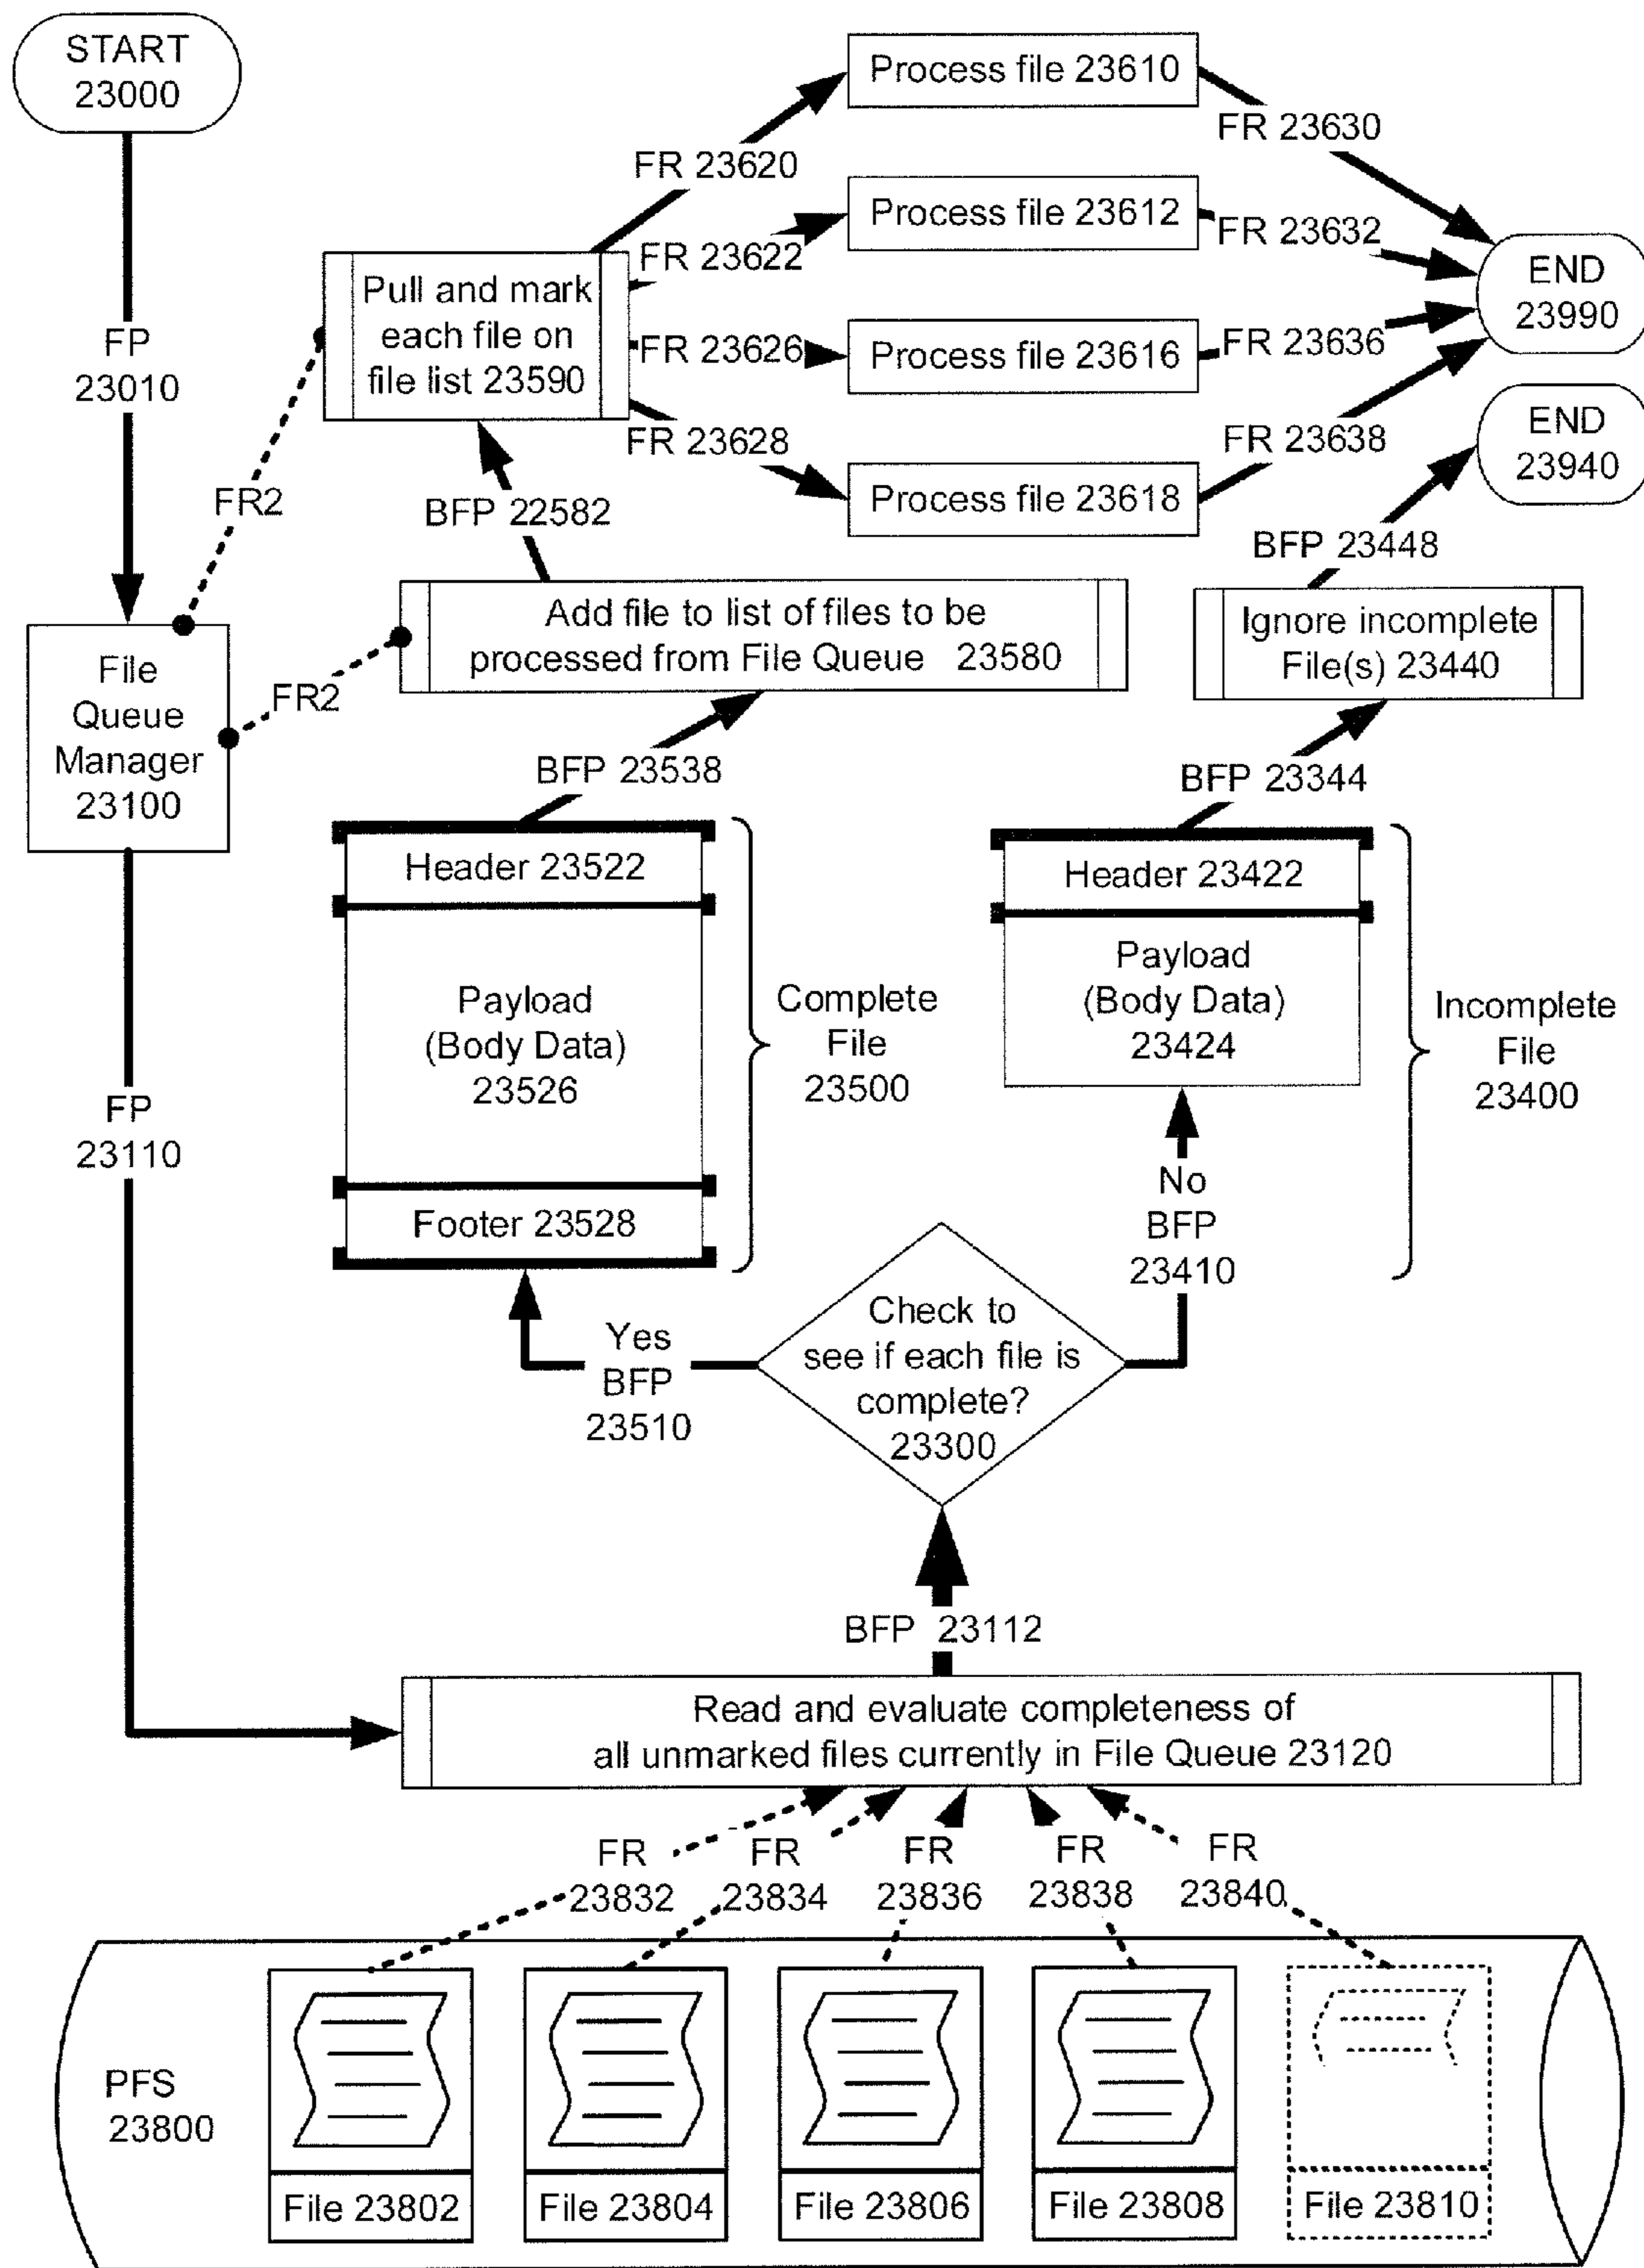 START
23000
FP
23010
File
Queue
Manager
23100
FP
23110
FR2
FR2
Pull and mark
each file on
file list 23590
FR 23620
FR 23622
FR 23626
FR 23628
Process file 23610
Process file 23612
Process file 23616
Process file 23618
FR 23630
FR 23632
FR 23636
FR 23638
END
23990
END
23940
BFP 22582
BFP 23448
Add file to list of files to be
processed from File Queue 23580
Ignore incomplete
File(s) 23440
BFP 23538
BFP 23344
Header 23522
Payload
(Body Data)
23526
Footer 23528
Complete
File
23500
Header 23422
Payload
(Body Data)
23424
Incomplete
File
23400
Yes
BFP
23510
No
BFP
23410
Check to
see if each file is
complete?
23300
BFP 23112
Read and evaluate completeness of
all unmarked files currently in File Queue 23120
FR
23832
FR
23834
FR
23836
FR
23838
FR
23840
PFS
23800
File 23802
File 23804
File 23806
File 23808
File 23810